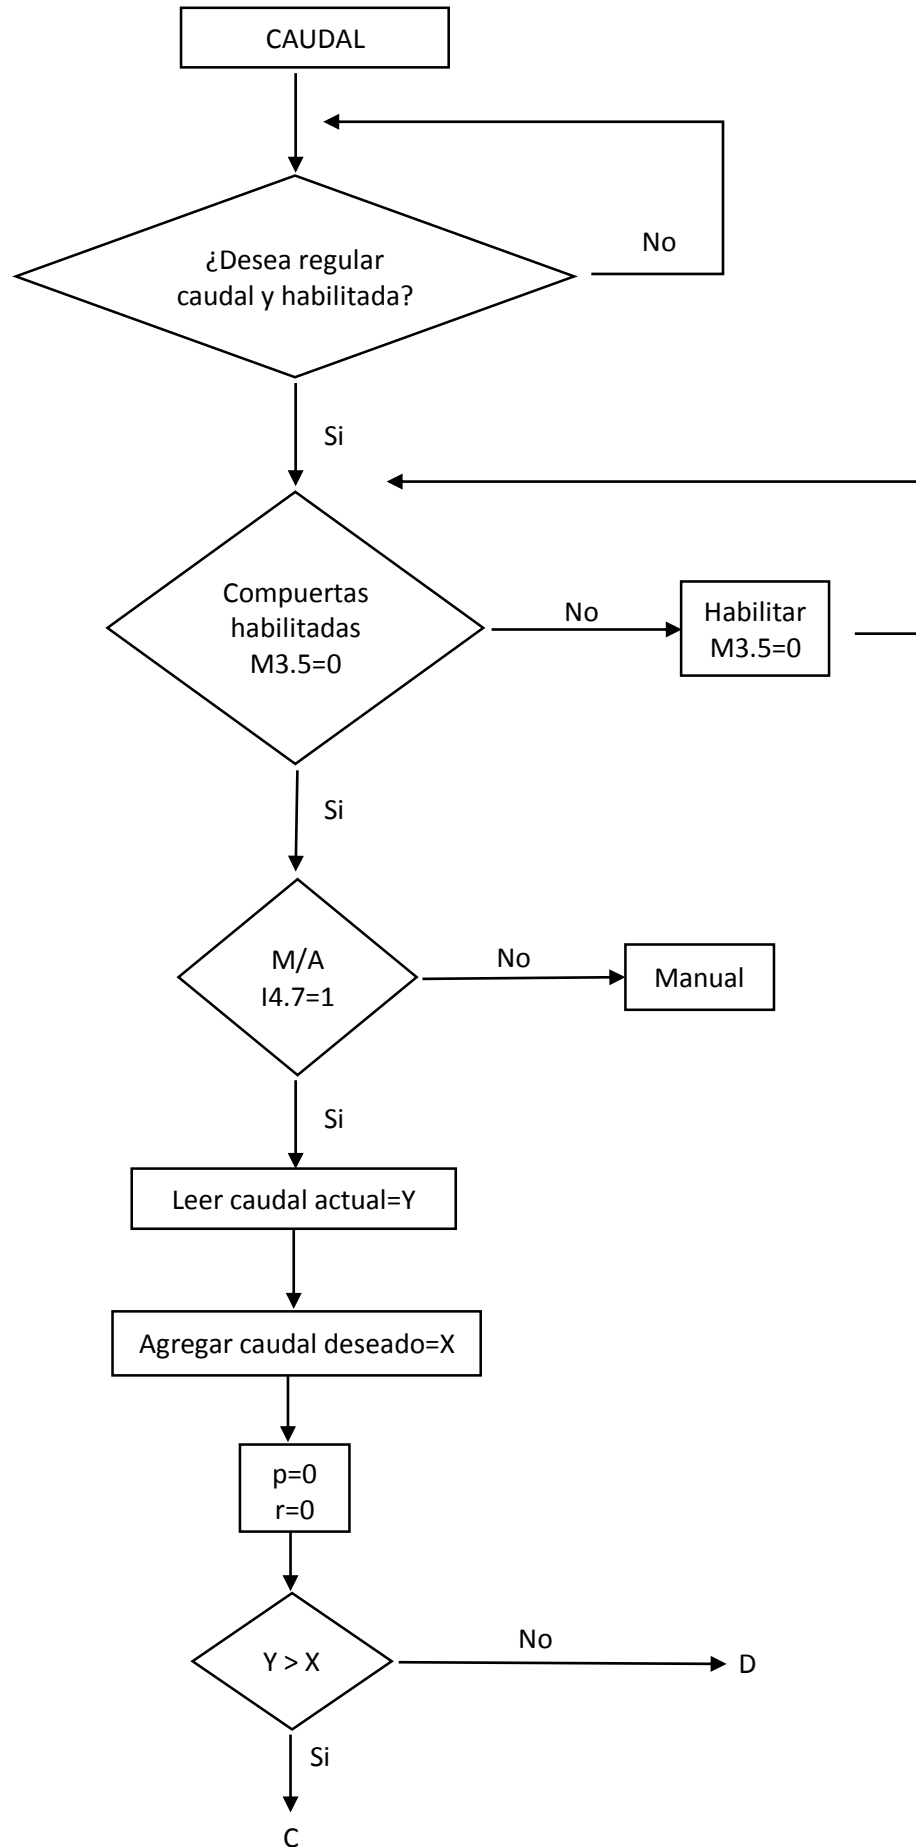 CAUDAL
¿Desea regular
caudal y habilitada?
No
Si
Compuertas
habilitadas
M3.5=0
No
Habilitar
M3.5=0
Si
M/A
I4.7=1
No
Manual
Si
Leer caudal actual=Y
Agregar caudal deseado=X
p=0
r=0
Y > X
No
D
Si
C